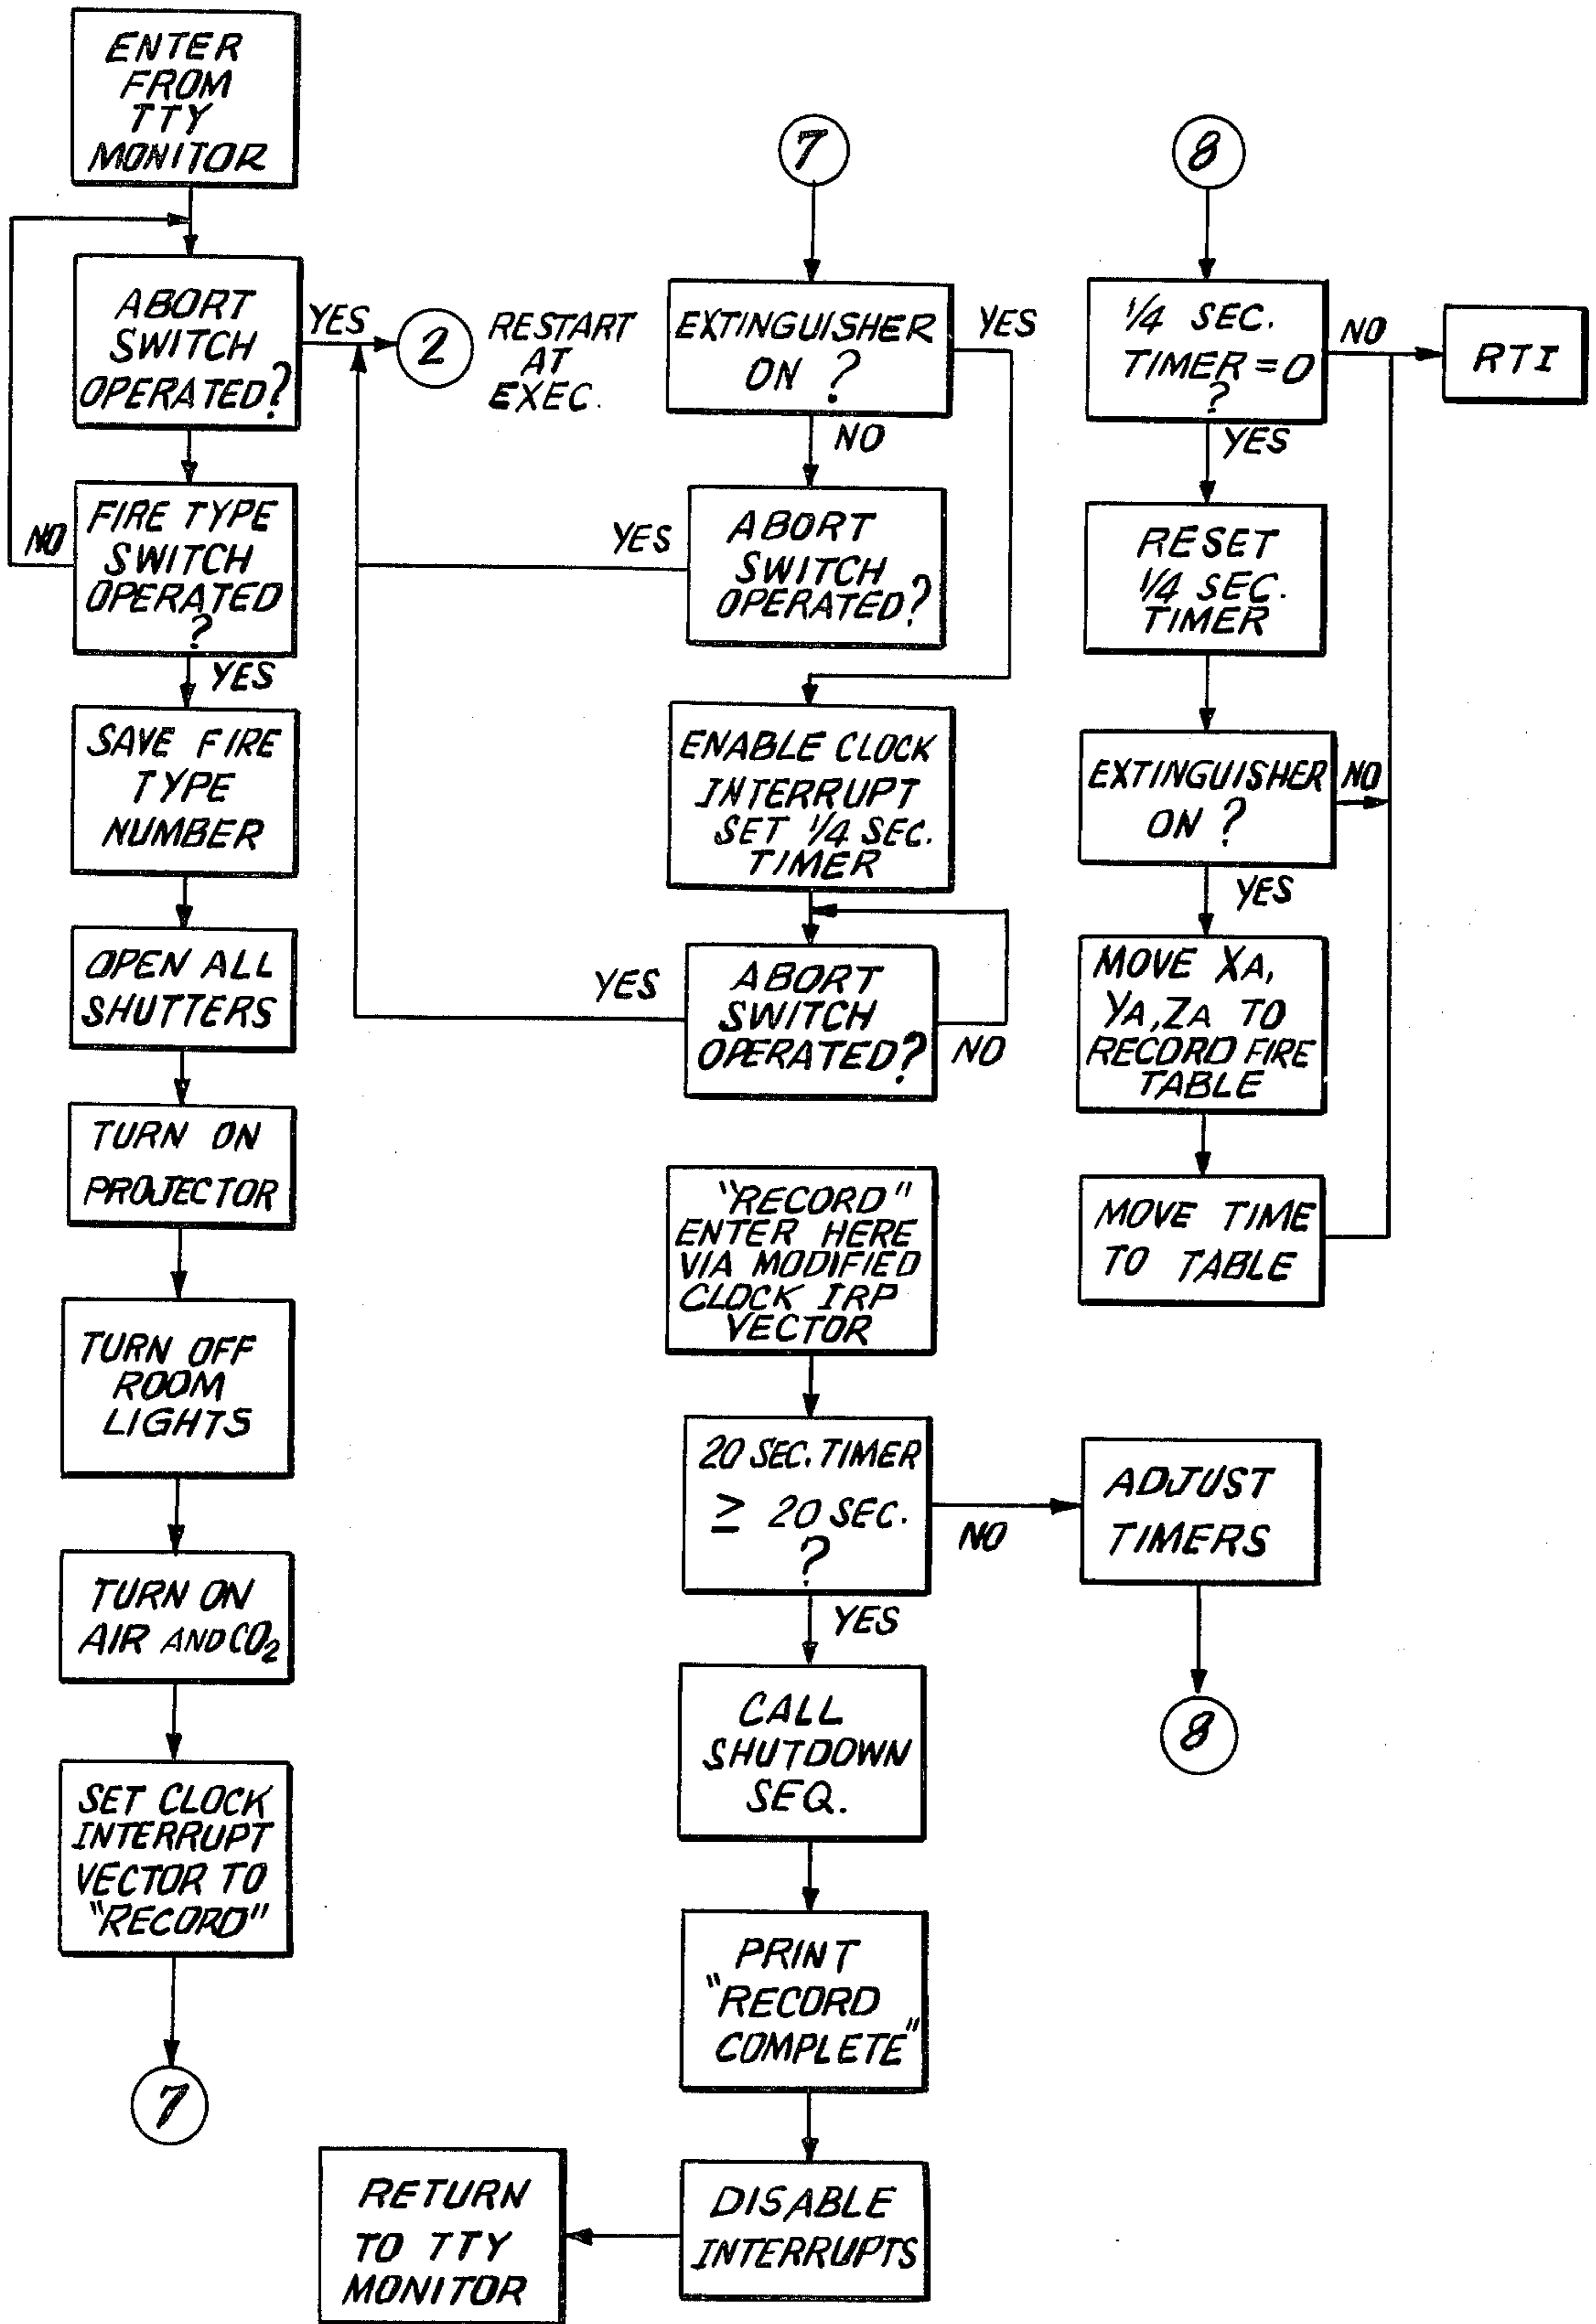 ENTER
FROM
TTY
MONITOR
ABORT
SWITCH
OPERATED?
YES
2
RESTART
AT
EXEC.
FIRE TYPE
SWITCH
OPERATED
?
NO
YES
SAVE FIRE
TYPE
NUMBER
OPEN ALL
SHUTTERS
TURN ON
PROJECTOR
TURN OFF
ROOM
LIGHTS
TURN ON
AIR AND CO2
SET CLOCK
INTERRUPT
VECTOR TO
"RECORD"
7
7
EXTINGUISHER
ON ?
YES
NO
ABORT
SWITCH
OPERATED?
YES
ENABLE CLOCK
INTERRUPT
SET 1/4 SEC.
TIMER
ABORT
SWITCH
OPERATED?
YES
NO
"RECORD"
ENTER HERE
VIA MODIFIED
CLOCK IRP
VECTOR
20 SEC. TIMER
≥ 20 SEC.
?
NO
YES
ADJUST
TIMERS
8
CALL
SHUTDOWN
SEQ.
PRINT
"RECORD
COMPLETE"
DISABLE
INTERRUPTS
RETURN
TO TTY
MONITOR
8
1/4 SEC.
TIMER = 0
?
NO
RTI
YES
RESET
1/4 SEC.
TIMER
EXTINGUISHER
ON ?
NO
YES
MOVE XA,
YA, ZA TO
RECORD FIRE
TABLE
MOVE TIME
TO TABLE